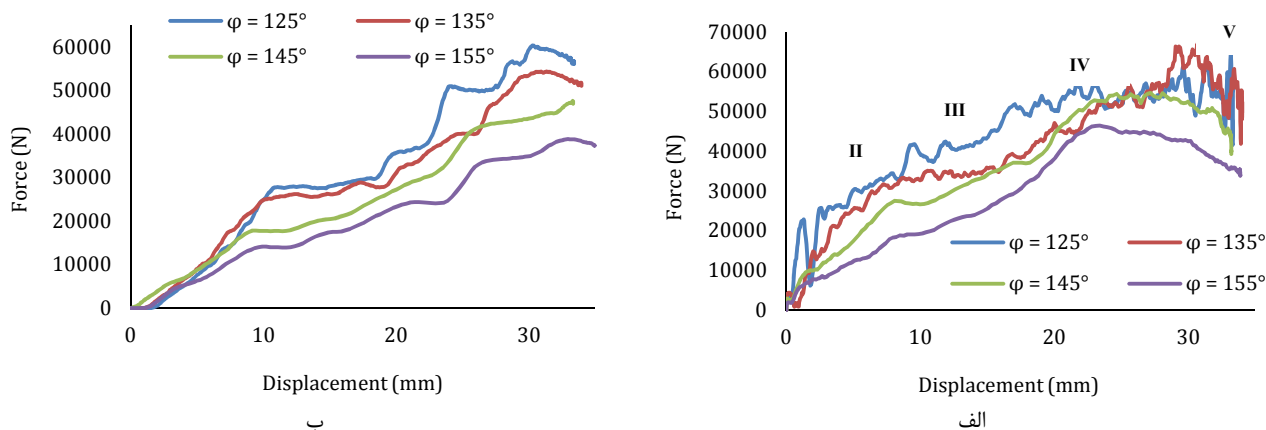 φ = 125°
φ = 135°
φ = 145°
φ = 155°
60000
50000
40000
30000
20000
10000
0
Force (N)
0
10
20
30
Displacement (mm)
ب
70000
60000
50000
40000
30000
20000
10000
0
Force (N)
II
III
IV
V
φ = 125°
φ = 135°
φ = 145°
φ = 155°
0
10
20
30
Displacement (mm)
الف